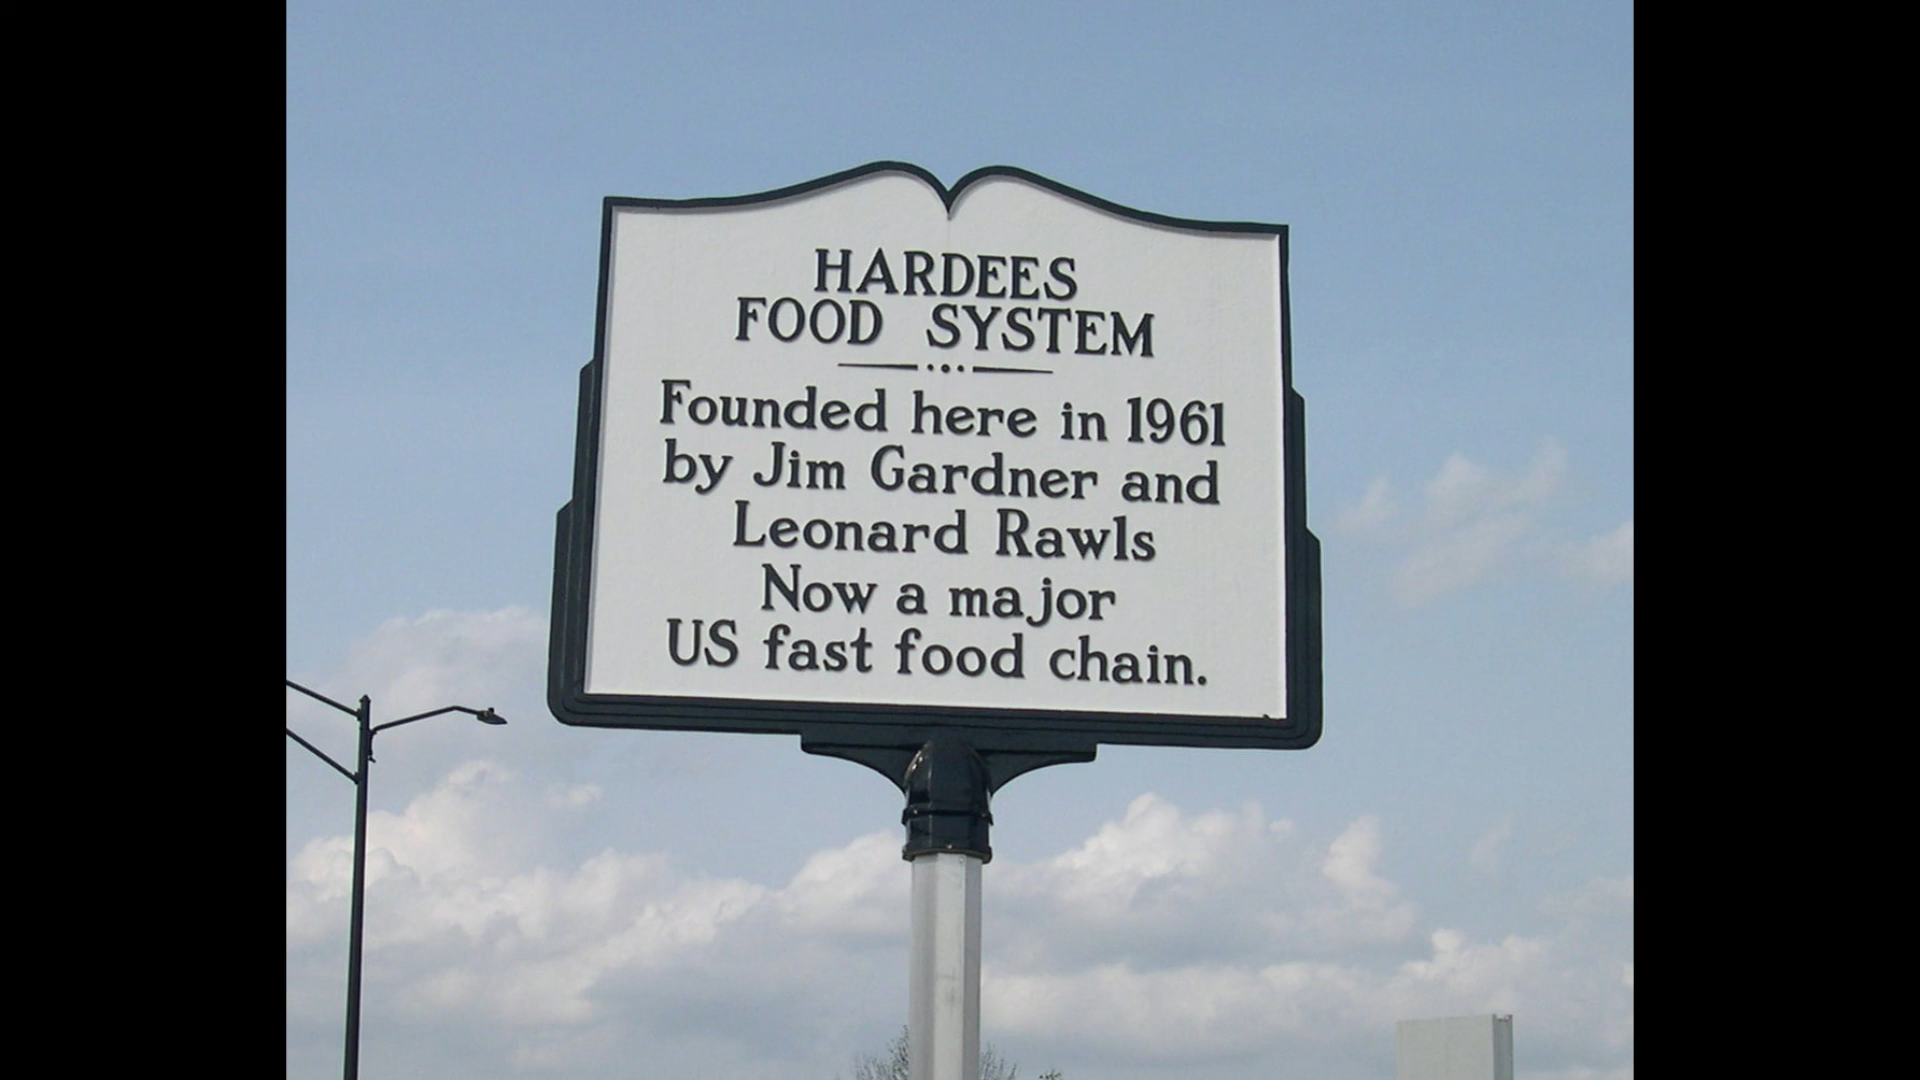 HARDEES
FOOD SYSTEM
Founded here in 1961
by Jim Gardner and
Leonard Rawls
Now a major
US fast food chain.